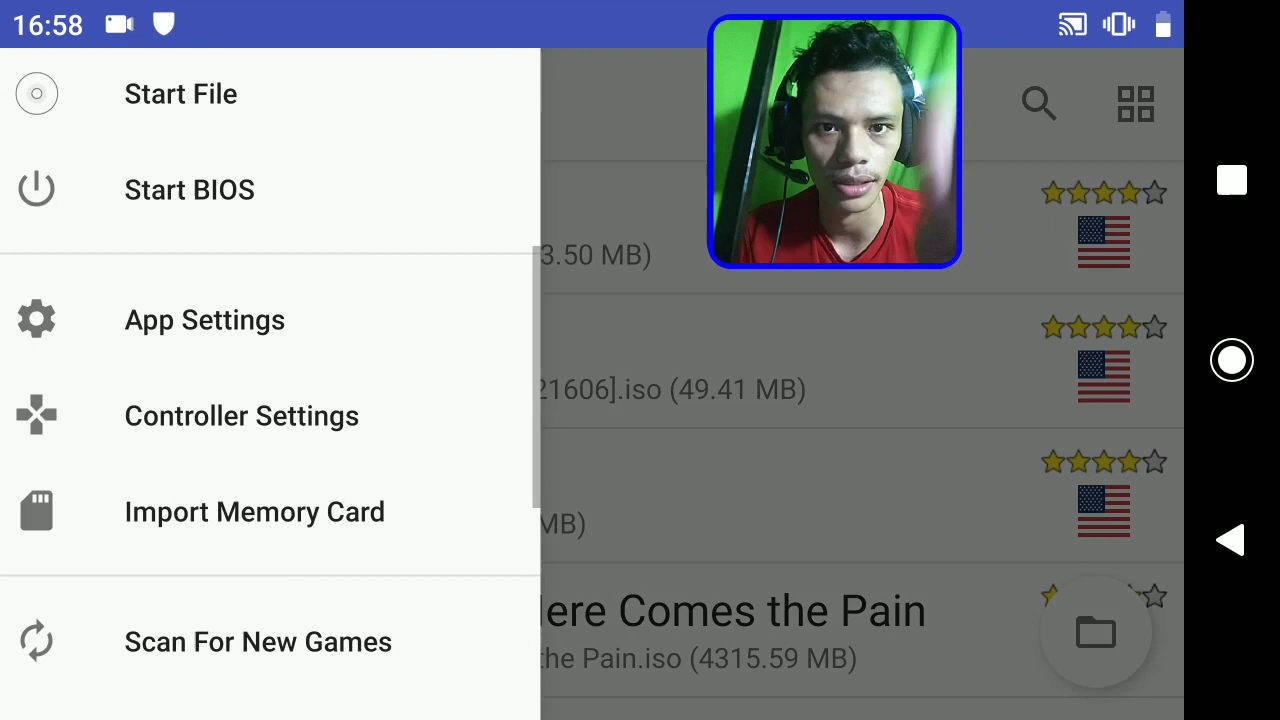 16:58
Start File
Start BIOS
3.50 MB)
App Settings
21606].iso (49.41 MB)
Controller Settings
Import Memory Card
MB)
Here Comes the Pain
Scan For New Games
the Pain.iso (4315.59 MB)